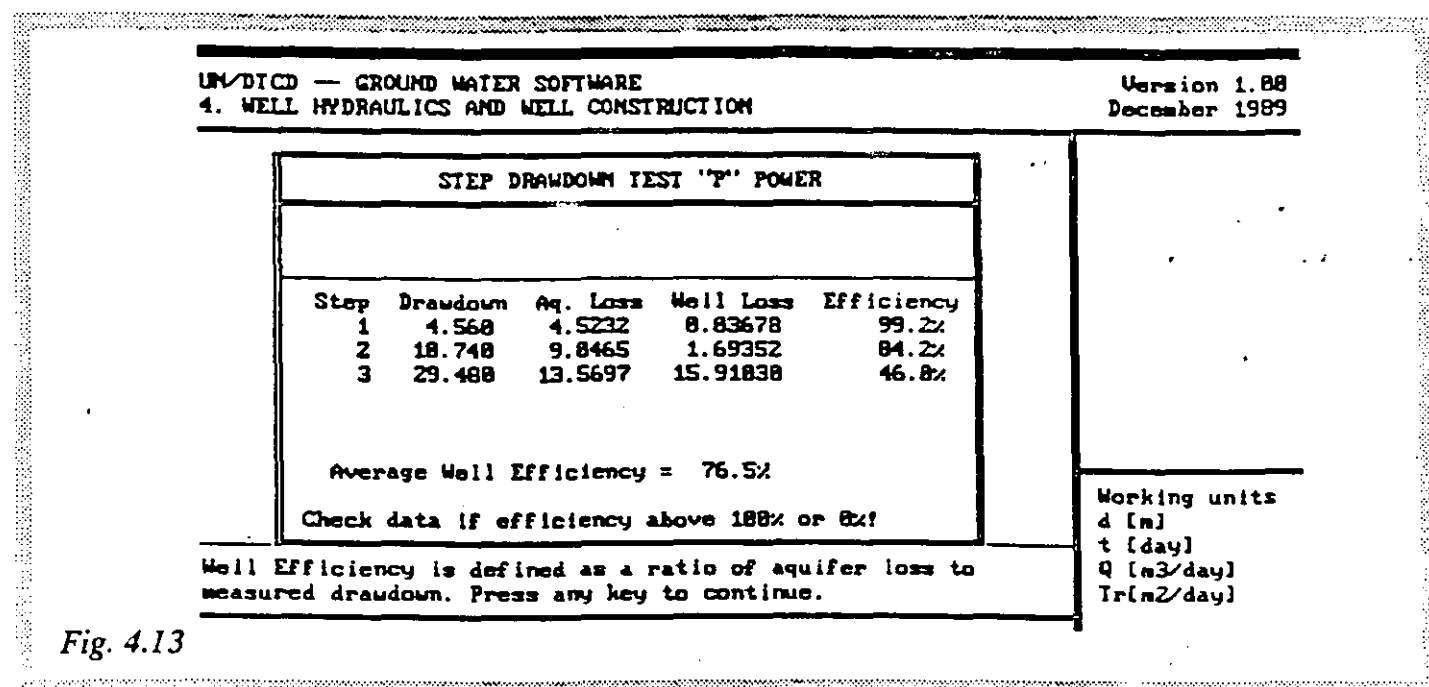 UN/DTCD — GROUND WATER SOFTWARE
4. WELL HYDRAULICS AND WELL CONSTRUCTION
Version 1.00
December 1989
STEP DRAWDOWN TEST "P" POWER
Step Drawdown Aq. Loss Well Loss Efficiency
1 4.560 4.5232 0.03678 99.2%
2 10.740 9.0465 1.69352 84.2%
3 29.480 13.5697 15.91030 46.0%
Average Well Efficiency = 76.5%
Check data if efficiency above 100% or 0%!
Well Efficiency is defined as a ratio of aquifer loss to
measured drawdown. Press any key to continue.
Working units
d [m]
t [day]
Q [m3/day]
Tr[m2/day]
Fig. 4.13